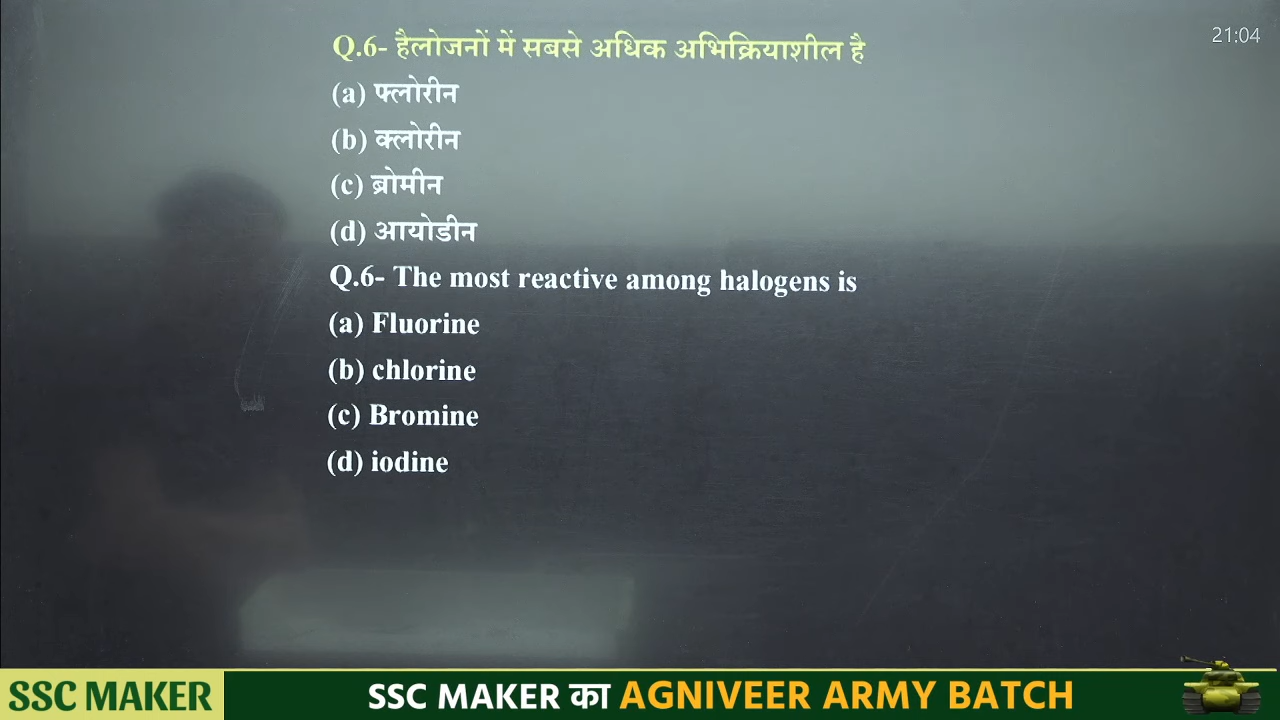 Q.6- हैलोजनों में सबसे अधिक अभिक्रियाशील है
21:04
(a) फ्लोरीन
(b) क्लोरीन
(c) ब्रोमीन
(d) आयोडीन
Q.6- The most reactive among halogens is
(a) Fluorine
(b) chlorine
(c) Bromine
(d) iodine
SSC MAKER
SSC MAKER का AGNIVEER ARMY BATCH